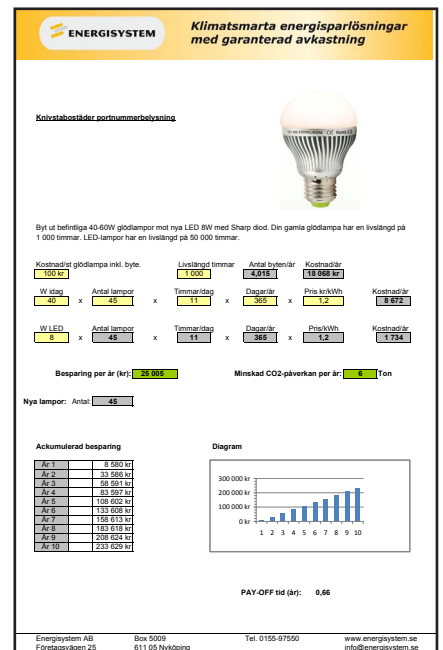 ENERGISYSTEM
Klimatsmarta energisparlösningar
med garanterad avkastning
Knivstabostäder portnummerbelysning
Byt ut befintliga 40-60W glödlampor mot nya LED 8W med Sharp diod. Din gamla glödlampa har en livslängd på
1 000 timmar. LED-lampor har en livslängd på 50 000 timmar.
Kostnad/st glödlampa inkl. byte. Livslängd timmar Antal byten/år Kostnad/år
100 kr 1 000 4,015 18 068 kr
W idag Antal lampor Timmar/dag Dagar/år Pris kr/kWh Kostnad/år
40 x 45 x 11 x 365 x 1,2 8 672
W LED Antal lampor Timmar/dag Dagar/år Pris/kWh Kostnad/år
8 x 45 x 11 x 365 x 1,2 1 734
Besparing per år (kr): 25 005 Minskad CO2-påverkan per år: 6 Ton
Nya lampor: Antal: 45
Ackumulerad besparing Diagram
År 1 8 580 kr
År 2 33 586 kr
År 3 58 591 kr
År 4 83 597 kr
År 5 108 602 kr
År 6 133 608 kr
År 7 158 613 kr
År 8 183 618 kr
År 9 208 624 kr
År 10 233 629 kr
300 000 kr
200 000 kr
100 000 kr
0 kr
1 2 3 4 5 6 7 8 9 10
PAY-OFF tid (år): 0,66
Energisystem AB Box 5009 Tel. 0155-97550 www.energisystem.se
Företagsvägen 25 611 05 Nyköping info@energisystem.se